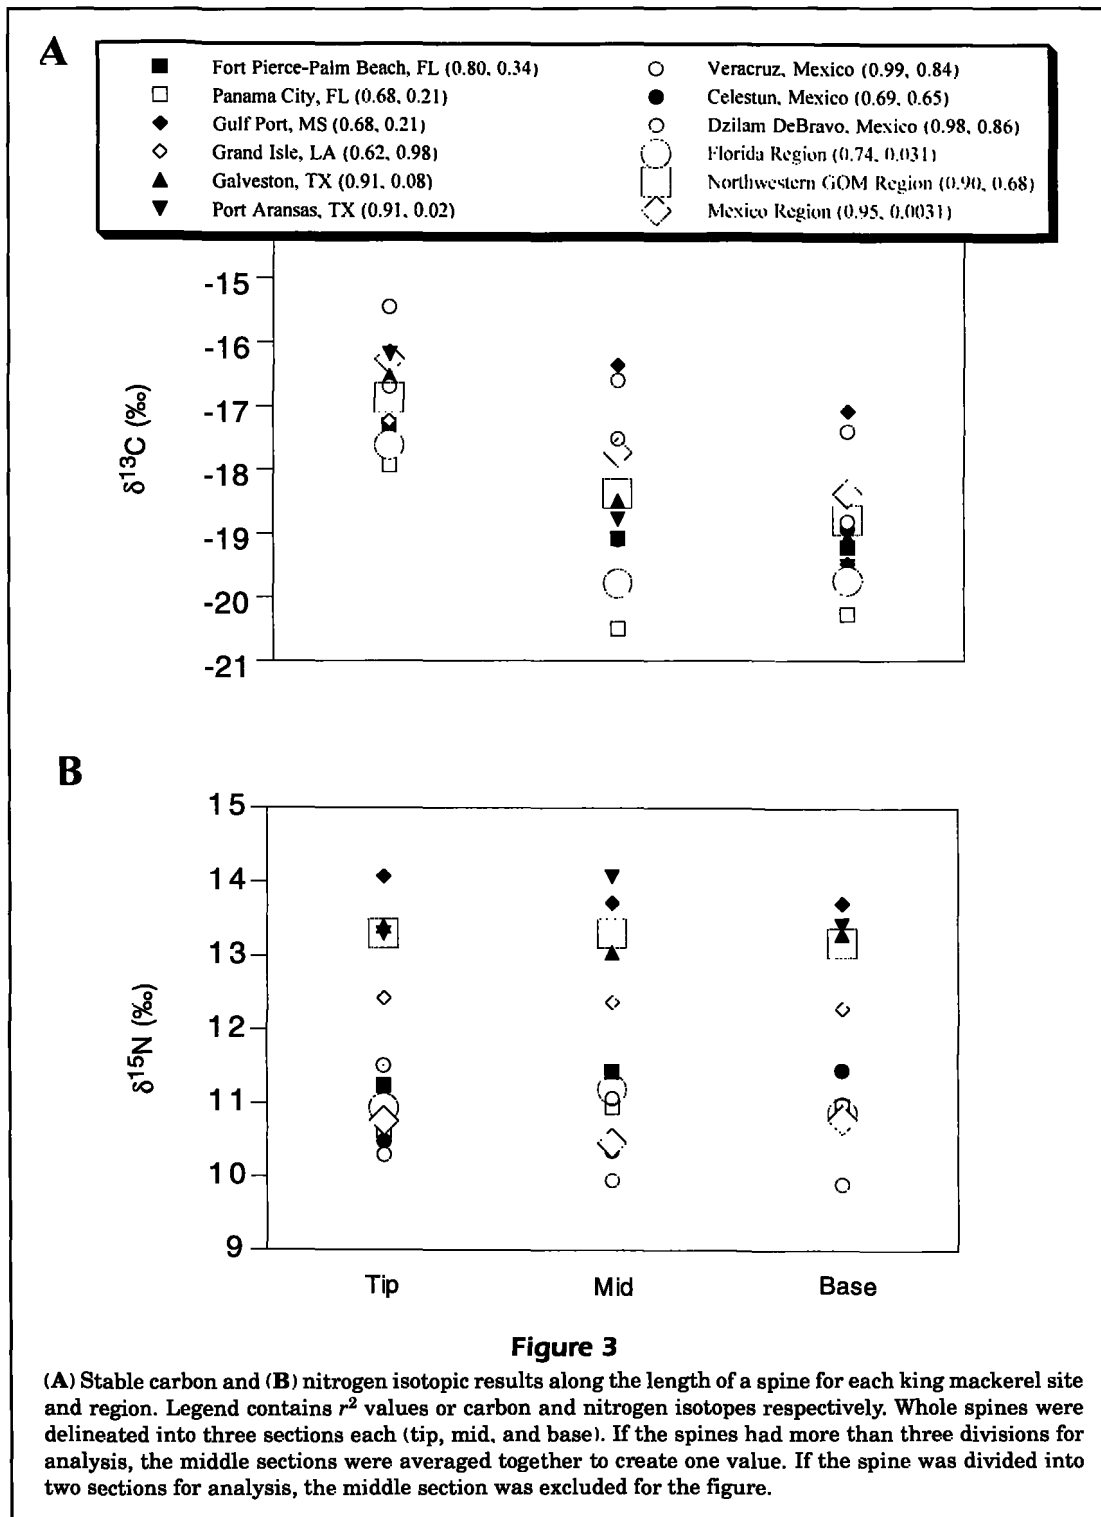 A
Fort Pierce-Palm Beach, FL (0.80, 0.34)
Panama City, FL (0.68, 0.21)
Gulf Port, MS (0.68, 0.21)
Grand Isle, LA (0.62, 0.98)
Galveston, TX (0.91, 0.08)
Port Aransas, TX (0.91, 0.02)
Veracruz, Mexico (0.99, 0.84)
Celestun, Mexico (0.69, 0.65)
Dzilam DeBravo, Mexico (0.98, 0.86)
Florida Region (0.74, 0.031)
Northwestern GOM Region (0.90, 0.68)
Mexico Region (0.95, 0.0031)
δ13C (‰)
-15
-16
-17
-18
-19
-20
-21
B
δ15N (‰)
15
14
13
12
11
10
9
Tip Mid Base
Figure 3
(A) Stable carbon and (B) nitrogen isotopic results along the length of a spine for each king mackerel site
and region. Legend contains r² values or carbon and nitrogen isotopes respectively. Whole spines were
delineated into three sections each (tip, mid, and base). If the spines had more than three divisions for
analysis, the middle sections were averaged together to create one value. If the spine was divided into
two sections for analysis, the middle section was excluded for the figure.